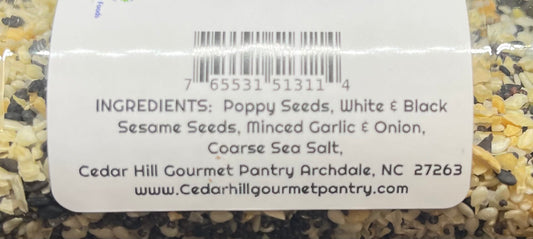 Foods
7 65531 51311 4
INGREDIENTS: Poppy Seeds, White & Black
Sesame Seeds, Minced Garlic & Onion,
Coarse Sea Salt,
Cedar Hill Gourmet Pantry Archdale, NC 27263
www.Cedarhillgourmetpantry.com